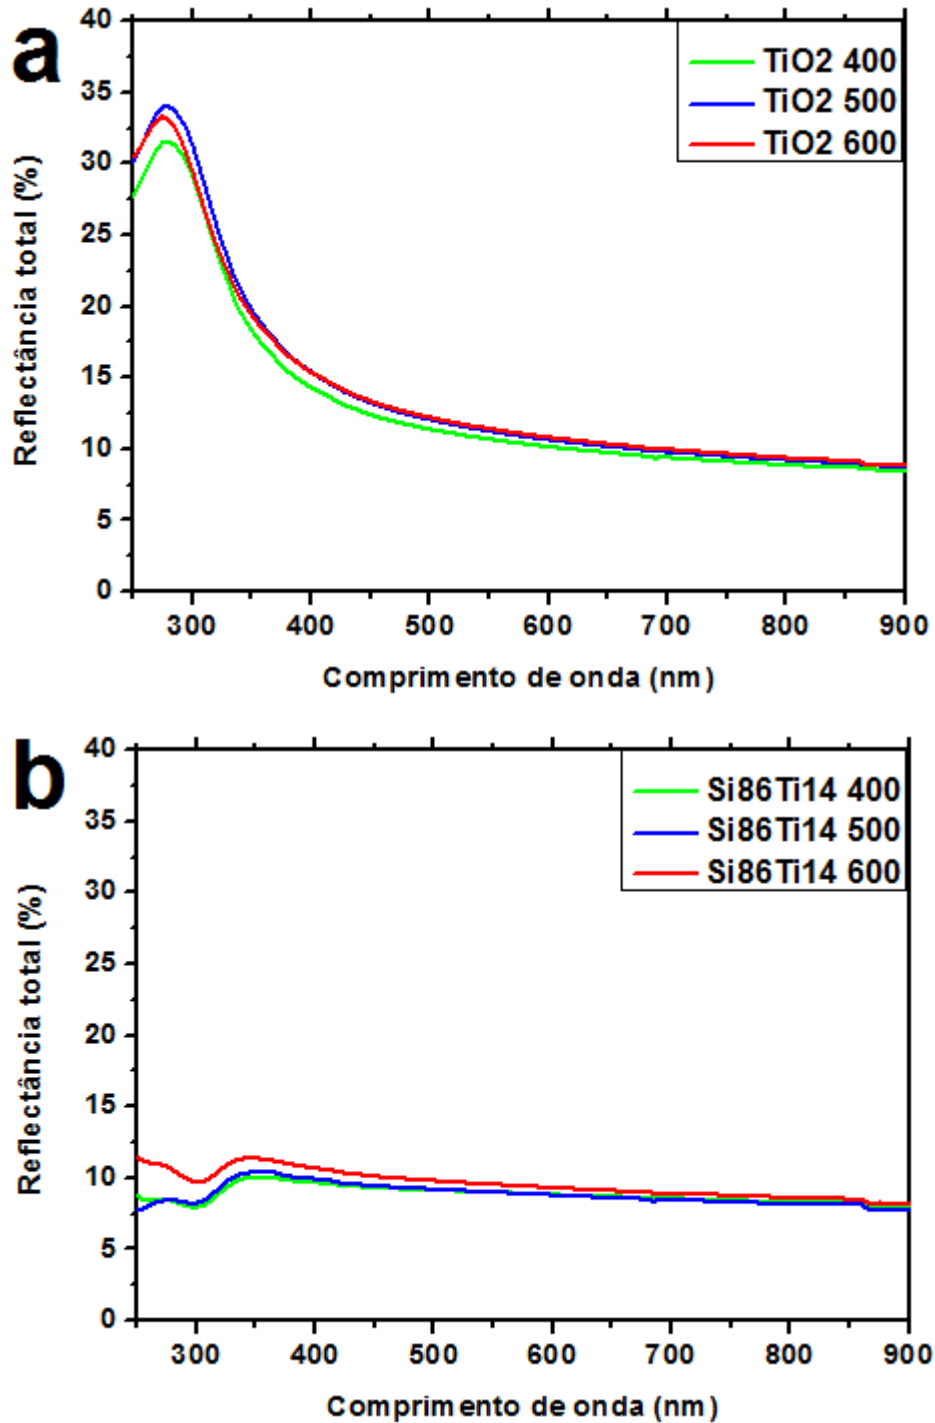 a
40
35
30
25
20
15
10
5
0
Reflectância total (%)
TiO2 400
TiO2 500
TiO2 600
300 400 500 600 700 800 900
Comprimento de onda (nm)
b
40
35
30
25
20
15
10
5
0
Reflectância total (%)
Si86Ti14 400
Si86Ti14 500
Si86Ti14 600
300 400 500 600 700 800 900
Comprimento de onda (nm)